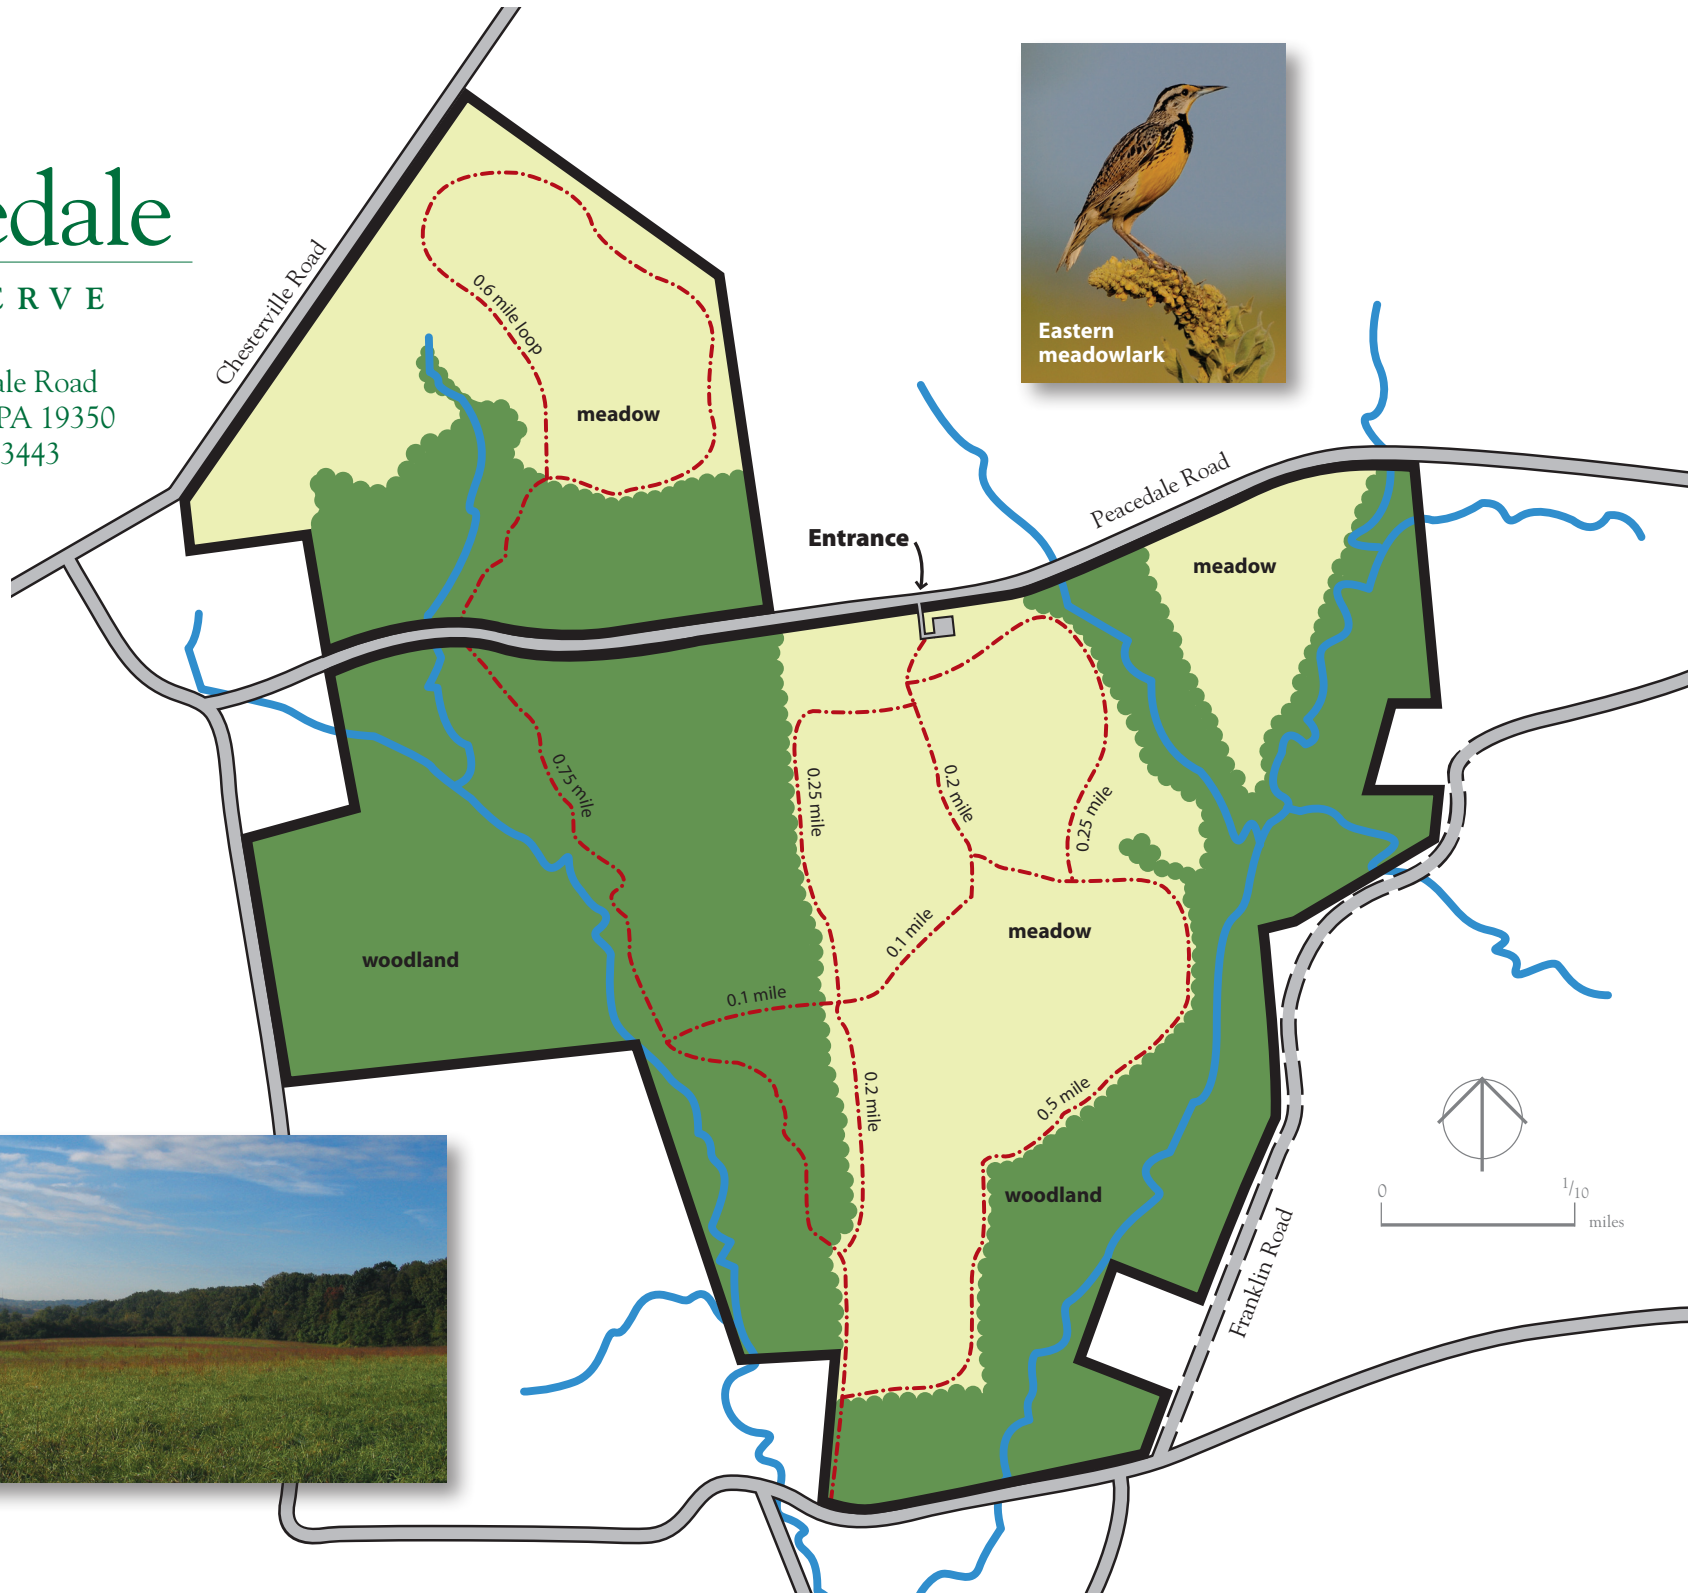 edale
ERVE
ale Road
PA 19350
3443
Chesterville Road
0.6 mile loop
meadow
Eastern
meadowlark
Peacedale Road
Entrance
meadow
0.75 mile
0.25 mile
0.2 mile
0.25 mile
0.1 mile
meadow
woodland
0.1 mile
0.2 mile
0.5 mile
woodland
0
1/10
miles
Franklin Road